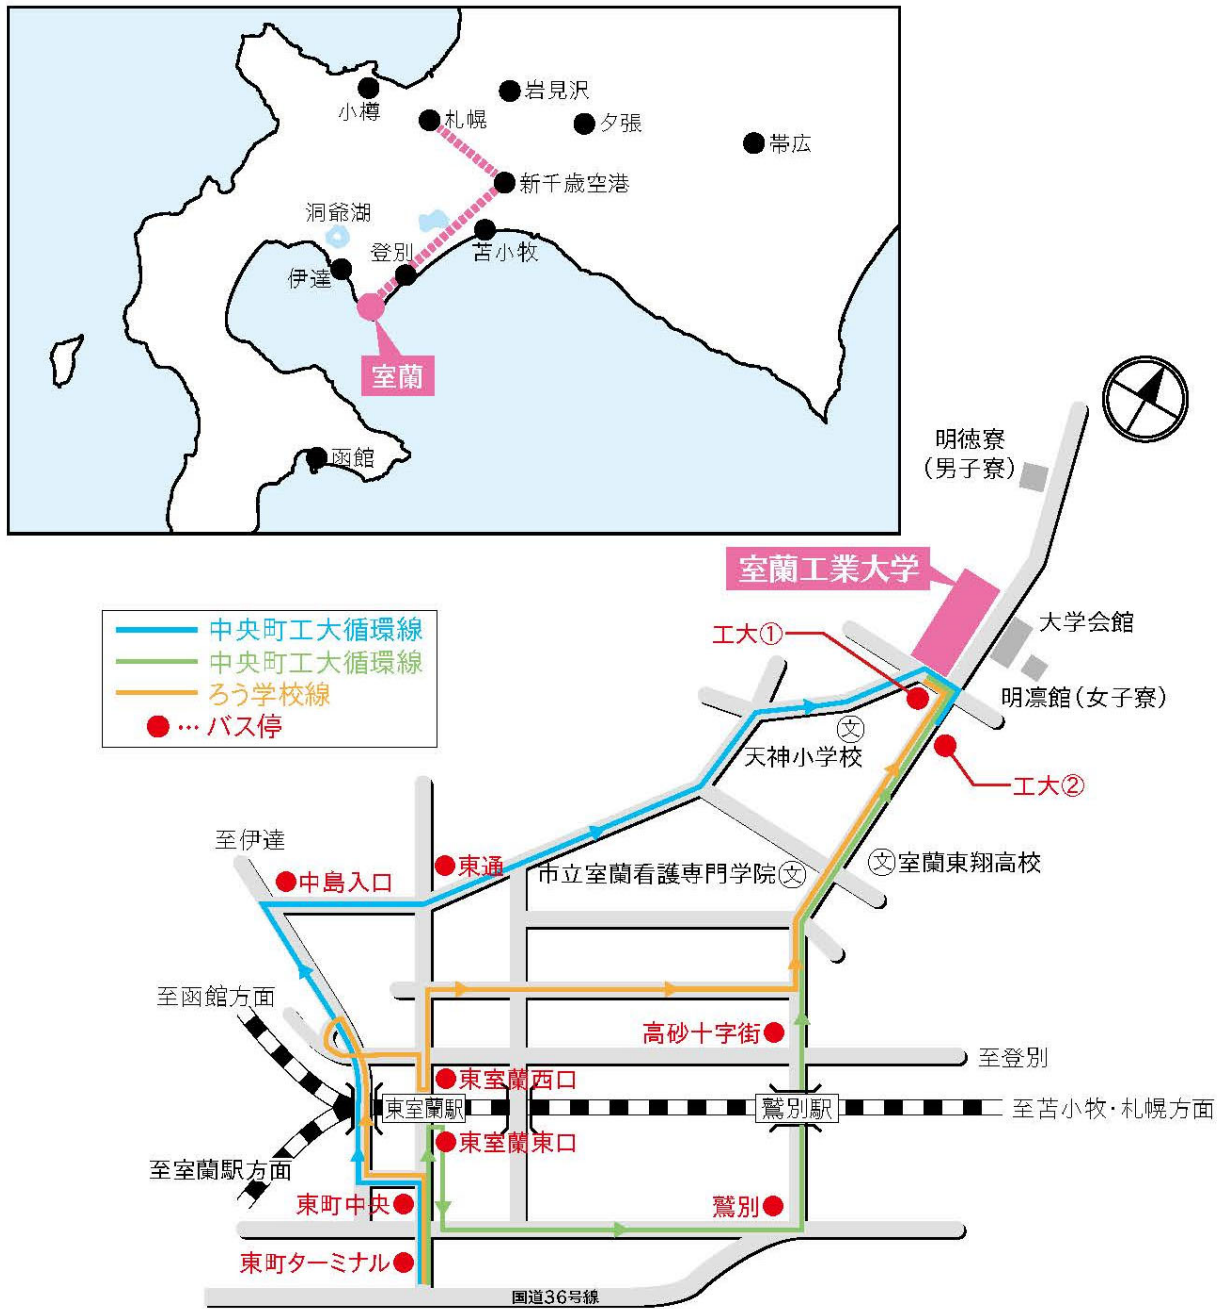 小樽
札幌
岩見沢
夕張
帯広
新千歳空港
洞爺湖
登別
苫小牧
伊達
室蘭
函館
明徳寮
(男子寮)
室蘭工業大学
中央町工大循環線
中央町工大循環線
ろう学校線
●…バス停
工大①
大学会館
明凛館(女子寮)
文
天神小学校
工大②
至伊達
東通
中島入口
市立室蘭看護専門学院文
文室蘭東翔高校
至函館方面
高砂十字街
至登別
東室蘭西口
東室蘭駅
鷲別駅
至苫小牧・札幌方面
東室蘭東口
至室蘭駅方面
東町中央
鷲別
東町ターミナル
国道36号線